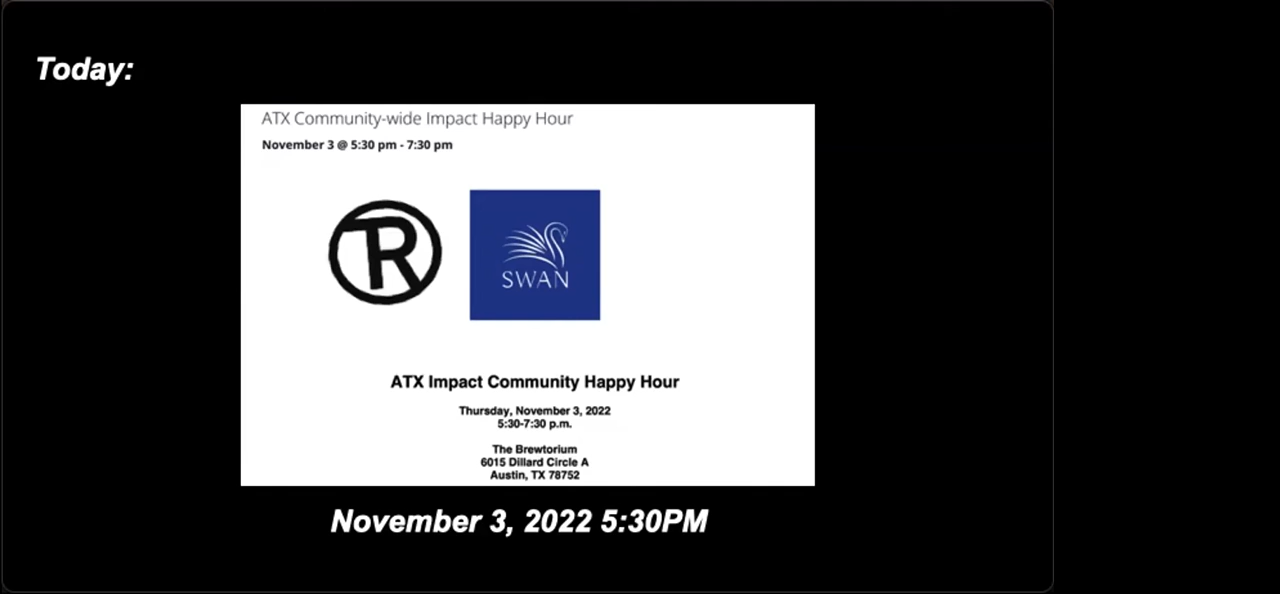 Today:
ATX Community-wide Impact Happy Hour
November 3 @ 5:30 pm - 7:30 pm
R
SWAN
ATX Impact Community Happy Hour
Thursday, November 3, 2022
5:30-7:30 p.m.
The Brewtorium
6015 Dillard Circle A
Austin, TX 78752
November 3, 2022 5:30PM